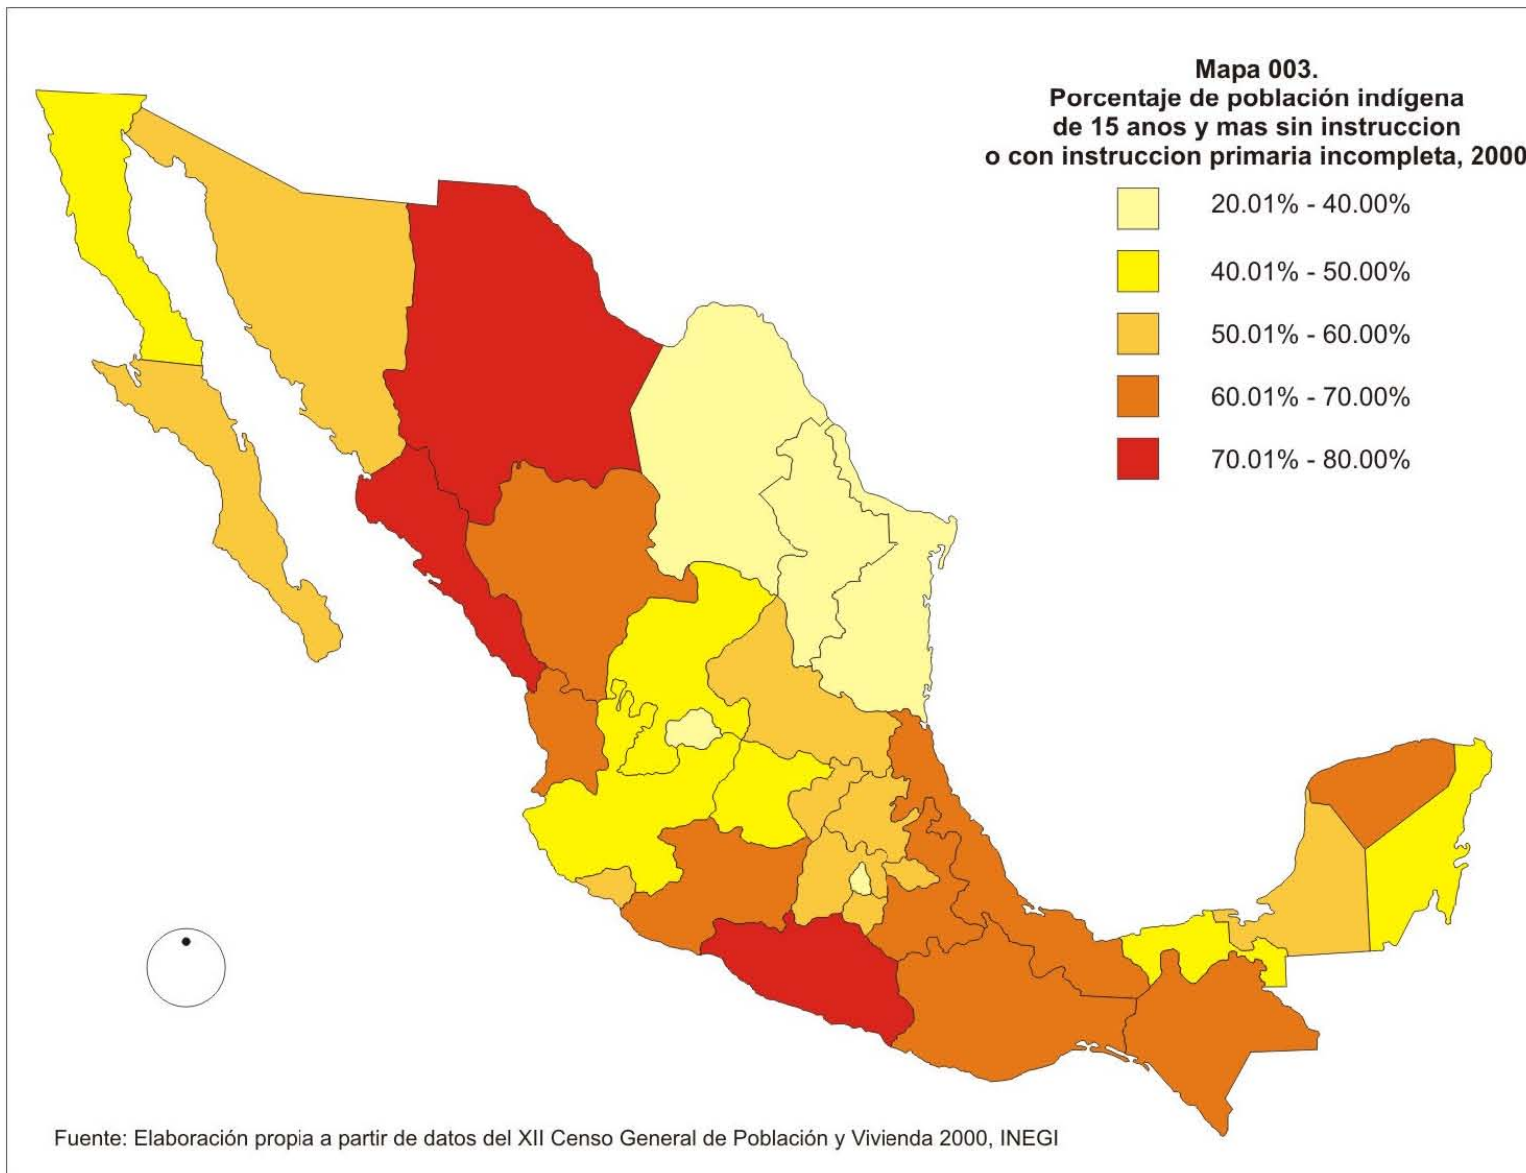 Mapa 003.
Porcentaje de población indígena
de 15 anos y mas sin instruccion
o con instruccion primaria incompleta, 2000
20.01% - 40.00%
40.01% - 50.00%
50.01% - 60.00%
60.01% - 70.00%
70.01% - 80.00%
Fuente: Elaboración propia a partir de datos del XII Censo General de Población y Vivienda 2000, INEGI